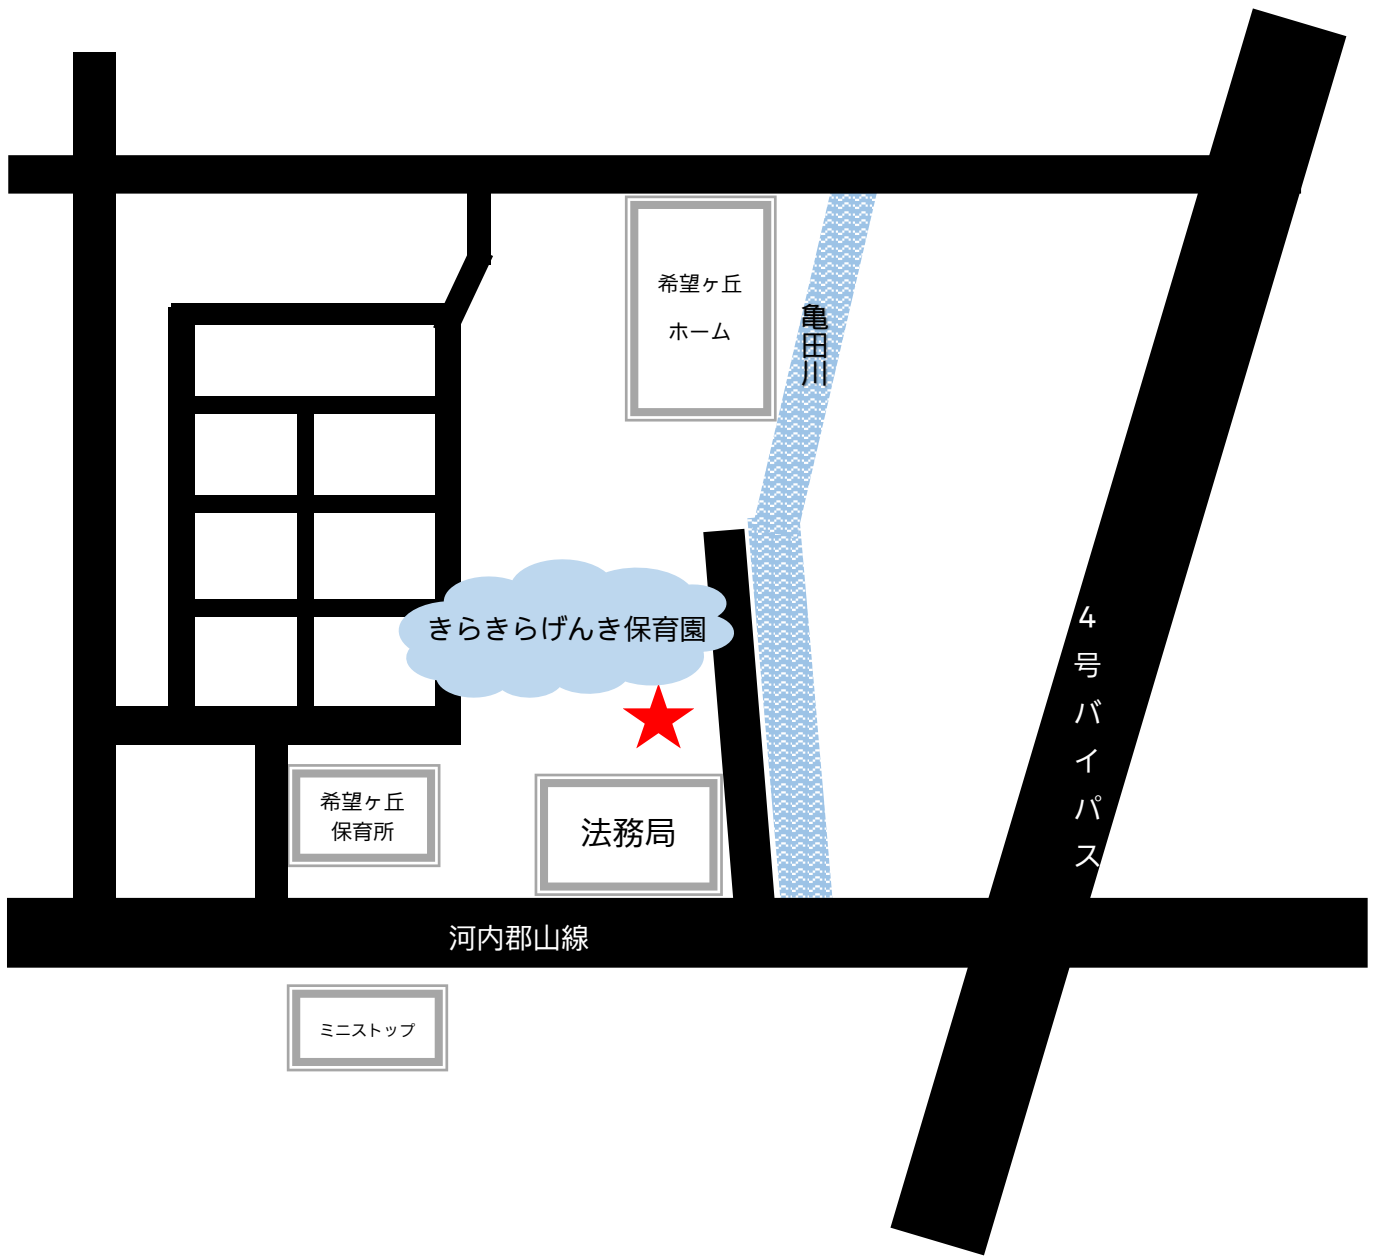 希望ヶ丘
ホーム
亀田川
きらきらげんき保育園
4号バイパス
希望ヶ丘
保育所
法務局
河内郡山線
ミニストップ